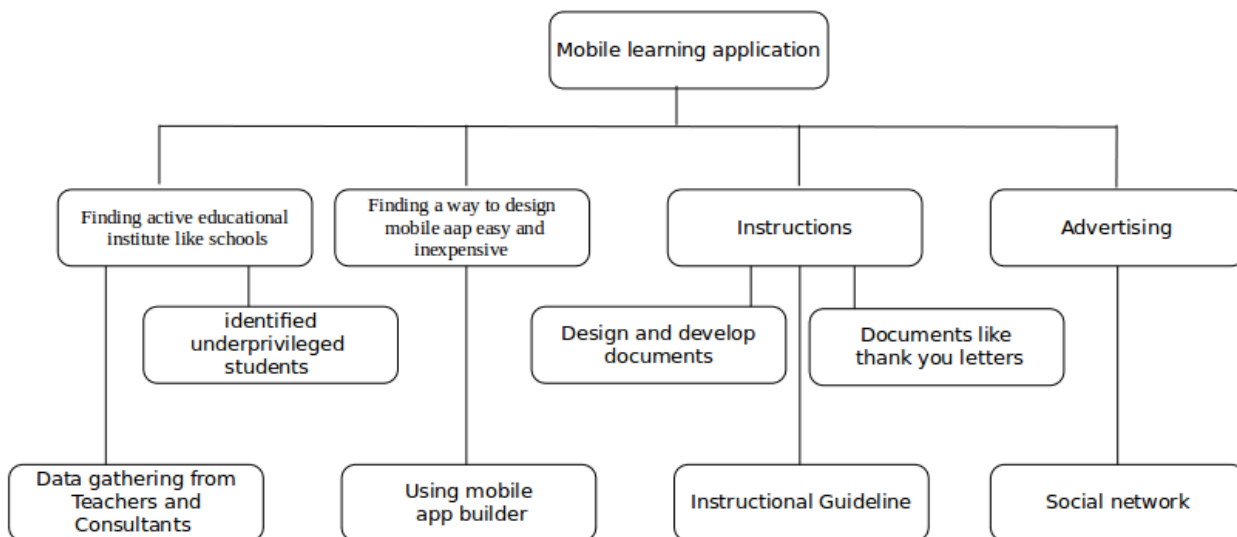 Mobile learning application
Finding active educational
institute like schools
Finding a way to design
mobile aap easy and
inexpensive
Instructions
Advertising
identified
underprivileged
students
Design and develop
documents
Documents like
thank you letters
Data gathering from
Teachers and
Consultants
Using mobile
app builder
Instructional Guideline
Social network